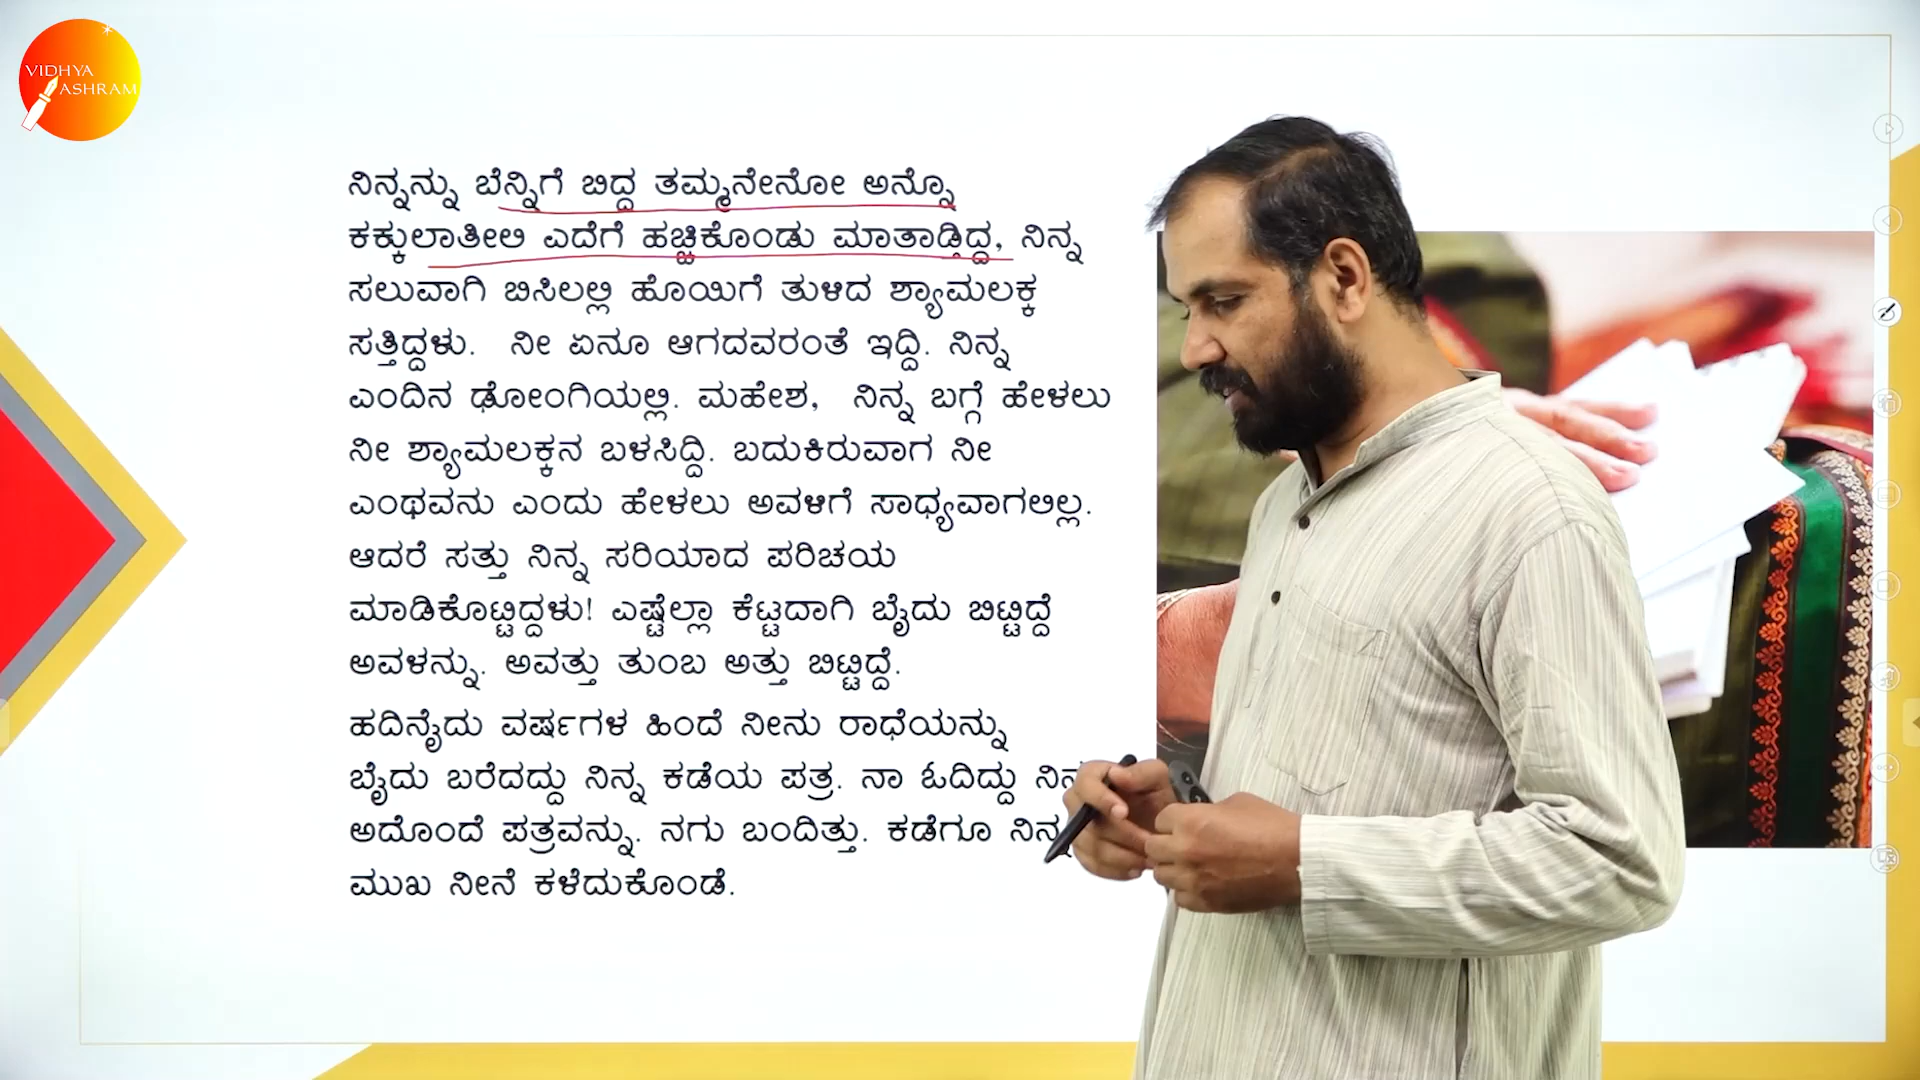 VIDHYA
ASHRAM
ನಿನ್ನನ್ನು ಬೆನ್ನಿಗೆ ಬಿದ್ದ ತಮ್ಮನೇನೋ ಅನ್ನೊ
ಕಕ್ಕುಲಾತೀಲಿ ಎದೆಗೆ ಹಚ್ಚಿಕೊಂಡು ಮಾತಾಡ್ತಿದ್ದ, ನಿನ್ನ
ಸಲುವಾಗಿ ಬಿಸಿಲಲ್ಲಿ ಹೊಯಿಗೆ ತುಳಿದ ಶ್ಯಾಮಲಕ್ಕ
ಸತ್ತಿದ್ದಳು. ನೀ ಏನೂ ಆಗದವರಂತೆ ಇದ್ದಿ. ನಿನ್ನ
ಎಂದಿನ ಢೋಂಗಿಯಲ್ಲಿ. ಮಹೇಶ, ನಿನ್ನ ಬಗ್ಗೆ ಹೇಳಲು
ನೀ ಶ್ಯಾಮಲಕ್ಕನ ಬಳಸಿದ್ದಿ. ಬದುಕಿರುವಾಗ ನೀ
ಎಂಥವನು ಎಂದು ಹೇಳಲು ಅವಳಿಗೆ ಸಾಧ್ಯವಾಗಲಿಲ್ಲ.
ಆದರೆ ಸತ್ತು ನಿನ್ನ ಸರಿಯಾದ ಪರಿಚಯ
ಮಾಡಿಕೊಟ್ಟಿದ್ದಳು! ಎಷ್ಟೆಲ್ಲಾ ಕೆಟ್ಟದಾಗಿ ಬೈದು ಬಿಟ್ಟಿದ್ದೆ
ಅವಳನ್ನು. ಅವತ್ತು ತುಂಬ ಅತ್ತು ಬಿಟ್ಟಿದ್ದೆ.
ಹದಿನೈದು ವರ್ಷಗಳ ಹಿಂದೆ ನೀನು ರಾಧೆಯನ್ನು
ಬೈದು ಬರೆದದ್ದು ನಿನ್ನ ಕಡೆಯ ಪತ್ರ. ನಾ ಓದಿದ್ದು
ಅದೊಂದೆ ಪತ್ರವನ್ನು. ನಗು ಬಂದಿತ್ತು. ಕಡೆಗೂ
ಮುಖ ನೀನೆ ಕಳೆದುಕೊಂಡೆ.